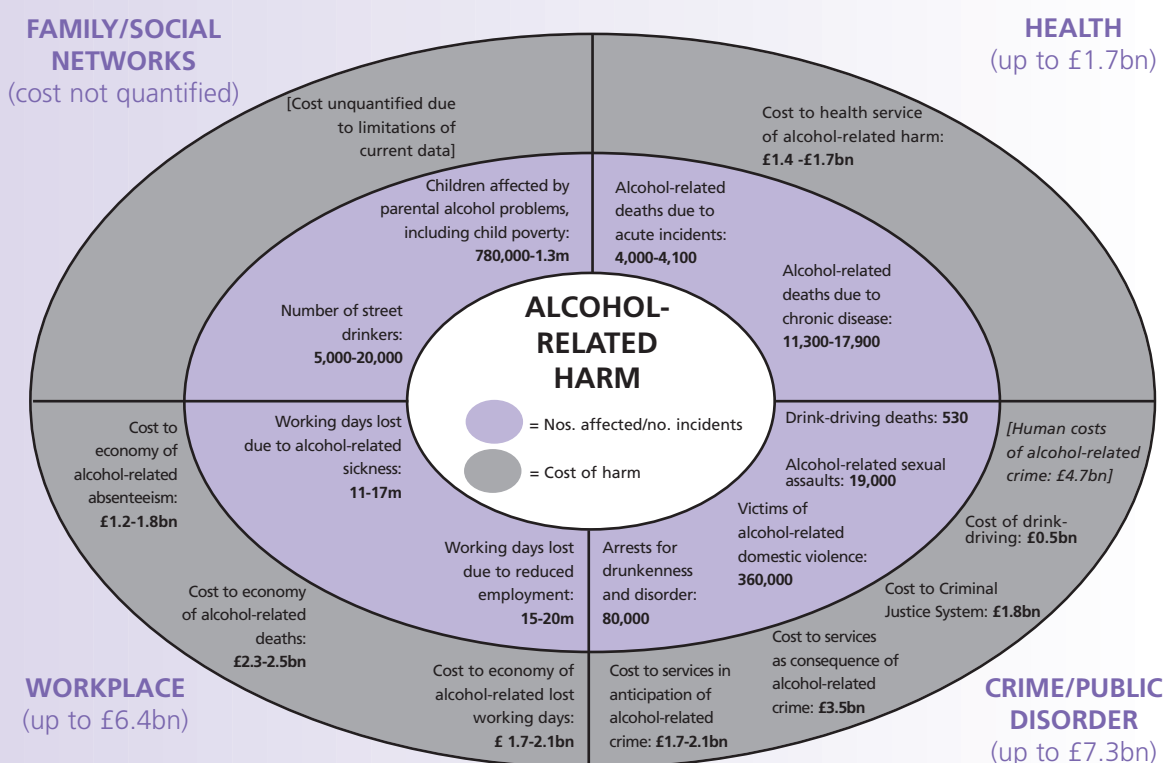 FAMILY/SOCIAL
NETWORKS
(cost not quantified)
HEALTH
(up to £1.7bn)
[Cost unquantified due
to limitations of
current data]
Cost to health service
of alcohol-related harm:
£1.4 -£1.7bn
Children affected by
parental alcohol problems,
including child poverty:
780,000-1.3m
Alcohol-related
deaths due to
acute incidents:
4,000-4,100
Number of street
drinkers:
5,000-20,000
Alcohol-related
deaths due to
chronic disease:
11,300-17,900
ALCOHOL-
RELATED
HARM
= Nos. affected/no. incidents
= Cost of harm
Cost to
economy of
alcohol-related
absenteeism:
£1.2-1.8bn
Working days lost
due to alcohol-related
sickness:
11-17m
Drink-driving deaths: 530
Alcohol-related sexual
assaults: 19,000
Victims of
alcohol-related
domestic violence:
360,000
[Human costs
of alcohol-related
crime: £4.7bn]
Cost of drink-
driving: £0.5bn
Working days lost
due to reduced
employment:
15-20m
Arrests for
drunkenness
and disorder:
80,000
Cost to Criminal
Justice System: £1.8bn
Cost to economy
of alcohol-related
deaths:
£2.3-2.5bn
Cost to services
as consequence of
alcohol-related
crime: £3.5bn
Cost to economy of
alcohol-related lost
working days:
£ 1.7-2.1bn
Cost to services in
anticipation of
alcohol-related
crime: £1.7-2.1bn
WORKPLACE
(up to £6.4bn)
CRIME/PUBLIC
DISORDER
(up to £7.3bn)